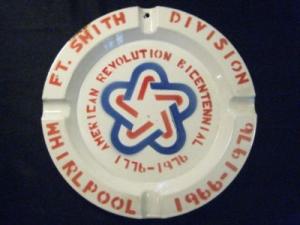 FT. SMITH DIVISION
WHIRLPOOL 1966-1976
AMERICAN REVOLUTION BICENTENNIAL
1776-1976